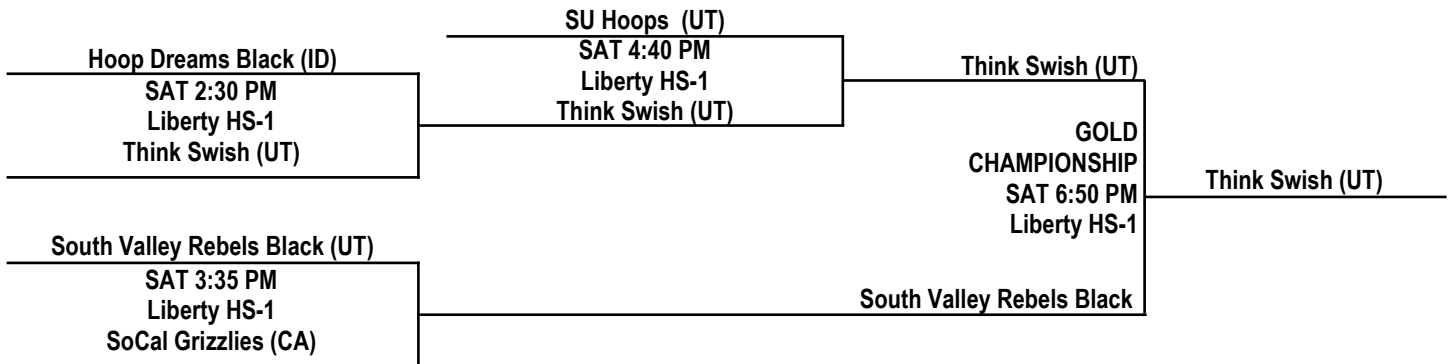 SU Hoops (UT)
Hoop Dreams Black (ID)
SAT 4:40 PM
Liberty HS-1
Think Swish (UT)
Think Swish (UT)
SAT 2:30 PM
Liberty HS-1
Think Swish (UT)
GOLD
CHAMPIONSHIP
SAT 6:50 PM
Liberty HS-1
Think Swish (UT)
South Valley Rebels Black (UT)
SAT 3:35 PM
Liberty HS-1
SoCal Grizzlies (CA)
South Valley Rebels Black